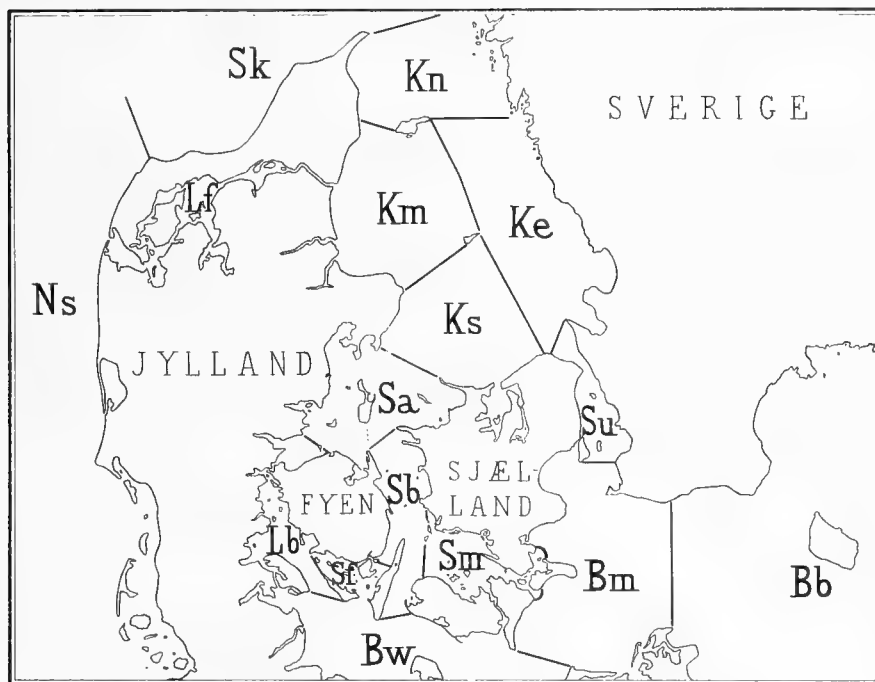 Sk
Kn
SVERIGE
Lf
Km
Ke
Ns
Ks
JYLLAND
Sa
Su
SJÆL-
LAND
Sb
FYEN
Lb
Sf
Sm
Bm
Bb
Bw